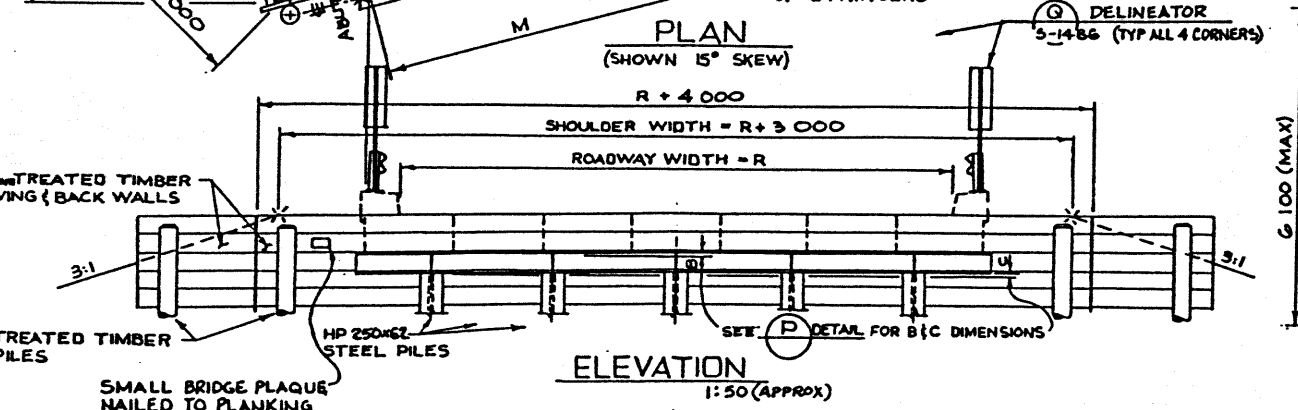 000
M
PLAN
(SHOWN 15° SKEW)
Q DELINEATOR
S-1486 (TYP ALL 4 CORNERS)
R + 4 000
SHOULDER WIDTH = R + 3 000
ROADWAY WIDTH = R
TREATED TIMBER
WING & BACK WALLS
6 100 (MAX)
3:1
3:1
B
C
TREATED TIMBER
PILES
HP 250x62
STEEL PILES
SEE P DETAIL FOR B & C DIMENSIONS
SMALL BRIDGE PLAQUE
NAILED TO PLANKING
ELEVATION
1:50 (APPROX)